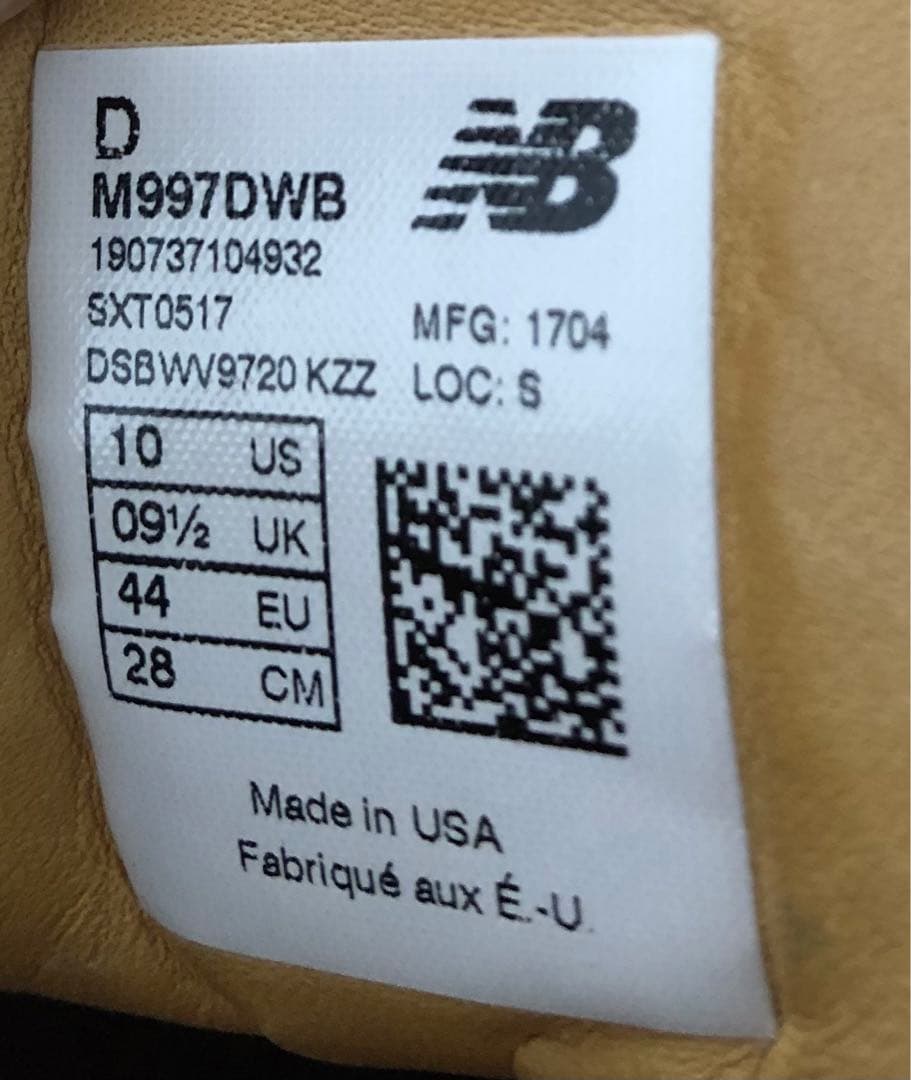 D
NB
M997DWB
190737104932
SXT0517
MFG: 1704
DSBWV9720 KZZ
LOC: S
10 US
09½ UK
44 EU
28 CM
Made in USA
Fabriqué aux É.-U.